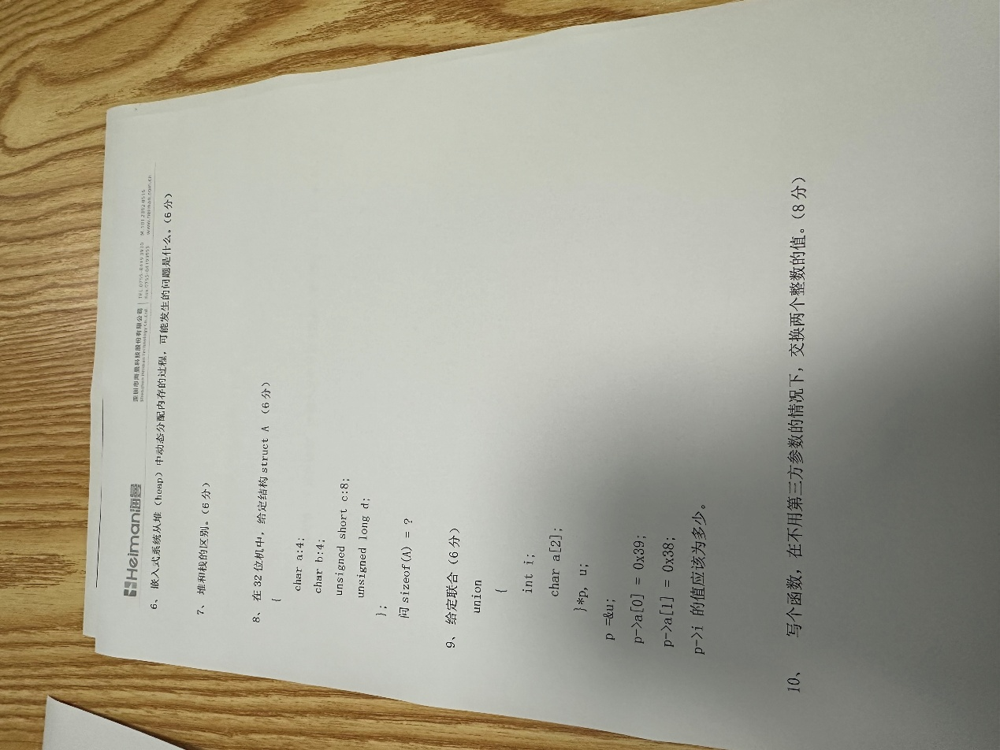 Heiman海曼
深圳市海曼科技股份有限公司
Shenzhen Heiman Technology Co.,Ltd.
www.heiman.com.cn
6、 嵌入式系统从堆（heap）中动态分配内存的过程，可能发生的问题是什么。（6 分）
7、 堆和栈的区别。（6 分）
8、 在 32 位机中，给定结构 struct A （6 分）
{
char a:4;
char b:4;
unsigned short c:8;
unsigned long d;
};
问 sizeof(A) = ?
9、 给定联合（6 分）
union
{
int i;
char a[2];
}*p, u;
p =&u;
p->a[0] = 0x39;
p->a[1] = 0x38;
p->i 的值应该为多少。
10、 写个函数，在不用第三方参数的情况下，交换两个整数的值。（8 分）